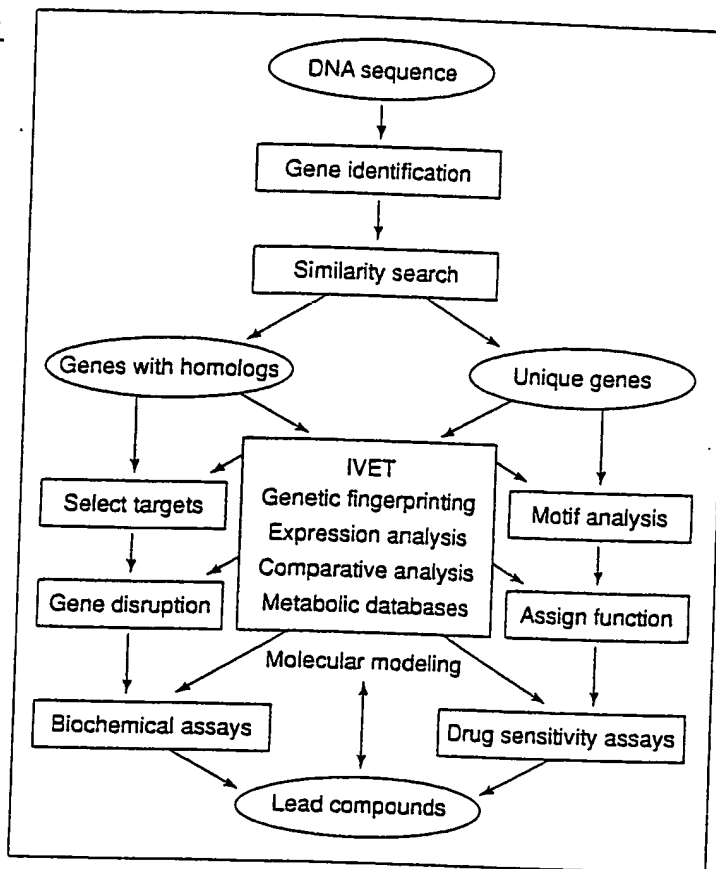 DNA sequence
Gene identification
Similarity search
Genes with homologs
Unique genes
IVET
Genetic fingerprinting
Expression analysis
Comparative analysis
Metabolic databases
Select targets
Motif analysis
Gene disruption
Assign function
Molecular modeling
Biochemical assays
Drug sensitivity assays
Lead compounds